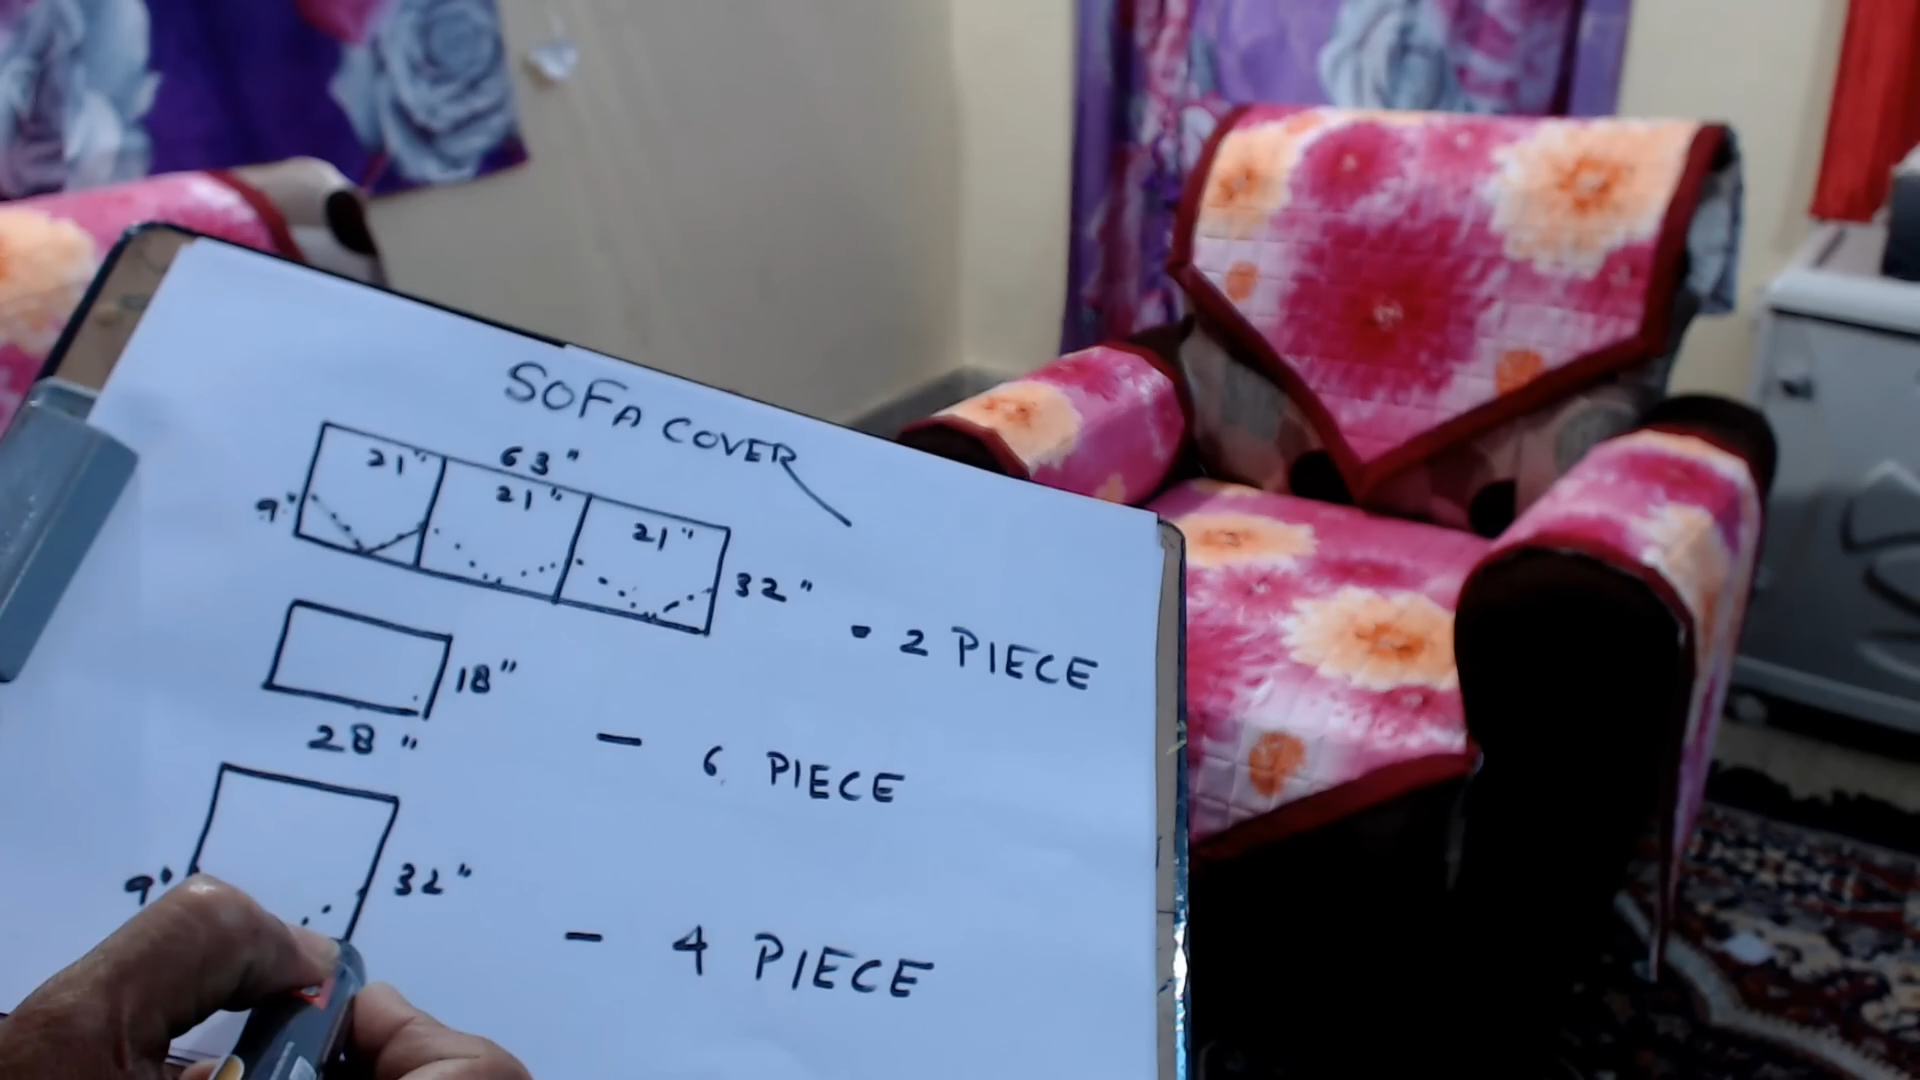 SOFA COVER
63"
21" 21" 21"
9"
32"
- 2 PIECE
18"
28"
- 6 PIECE
9"
32"
- 4 PIECE